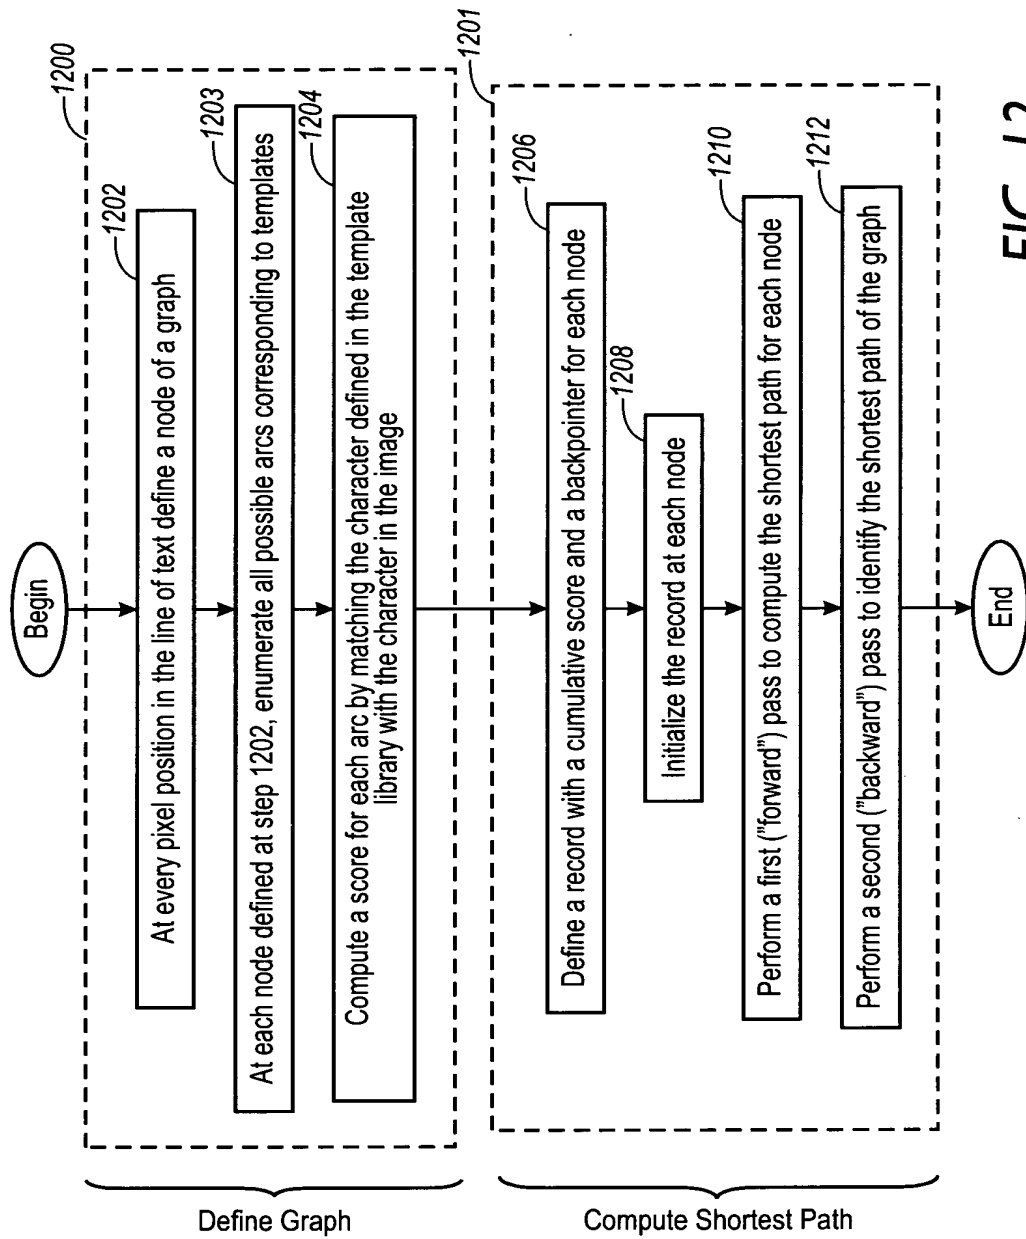 Begin
1200
Define Graph
1202
At every pixel position in the line of text define a node of a graph
1203
At each node defined at step 1202, enumerate all possible arcs corresponding to templates
1204
Compute a score for each arc by matching the character defined in the template
library with the character in the image
1201
Compute Shortest Path
1206
Define a record with a cumulative score and a backpointer for each node
1208
Initialize the record at each node
1210
Perform a first ("forward") pass to compute the shortest path for each node
1212
Perform a second ("backward") pass to identify the shortest path of the graph
End
FIG. 12